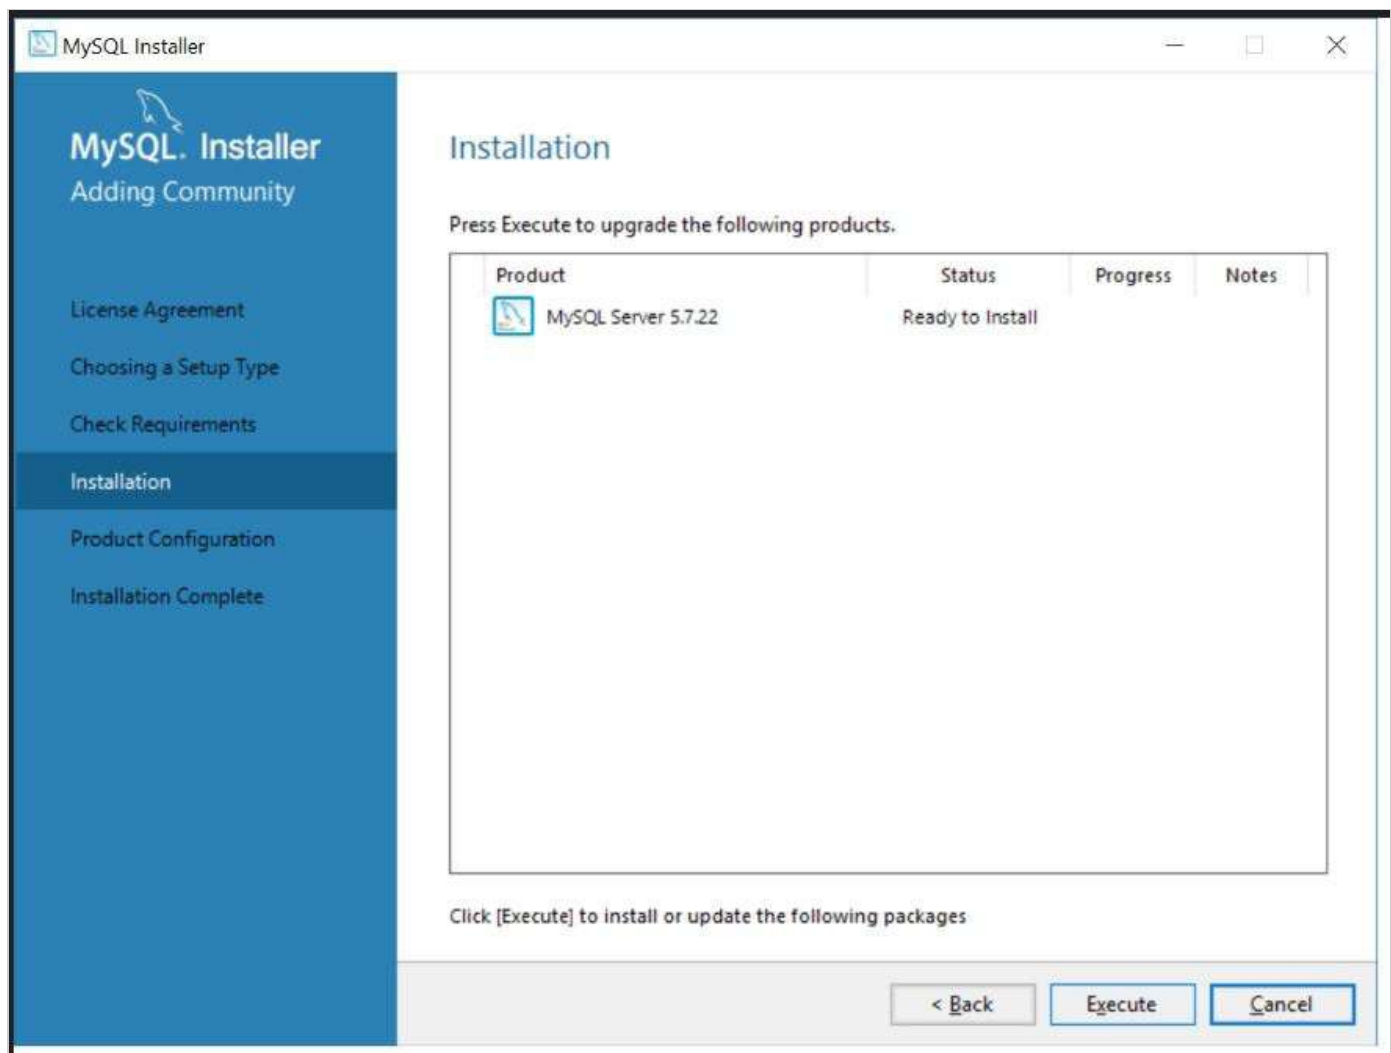 MySQL Installer
MySQL. Installer
Adding Community
License Agreement
Choosing a Setup Type
Check Requirements
Installation
Product Configuration
Installation Complete
Installation
Press Execute to upgrade the following products.
Product Status Progress Notes
MySQL Server 5.7.22 Ready to Install
Click [Execute] to install or update the following packages
< Back Execute Cancel